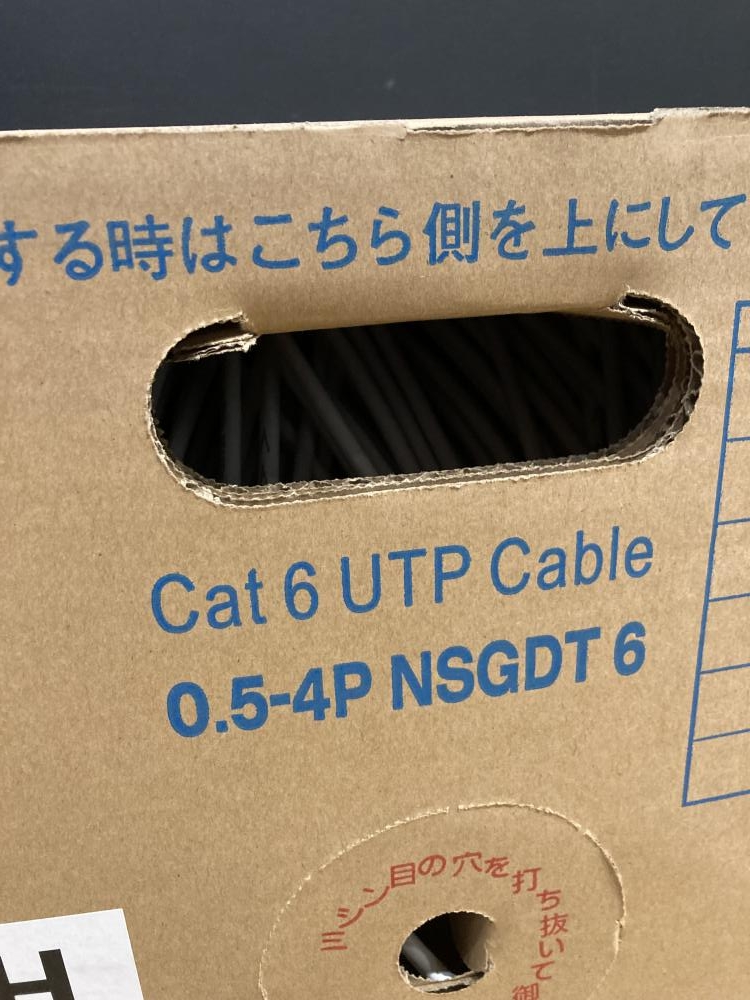 する時はこちら側を上にして
Cat 6 UTP Cable
0.5-4P NSGDT 6
ミシン目の穴を打ち抜いて御